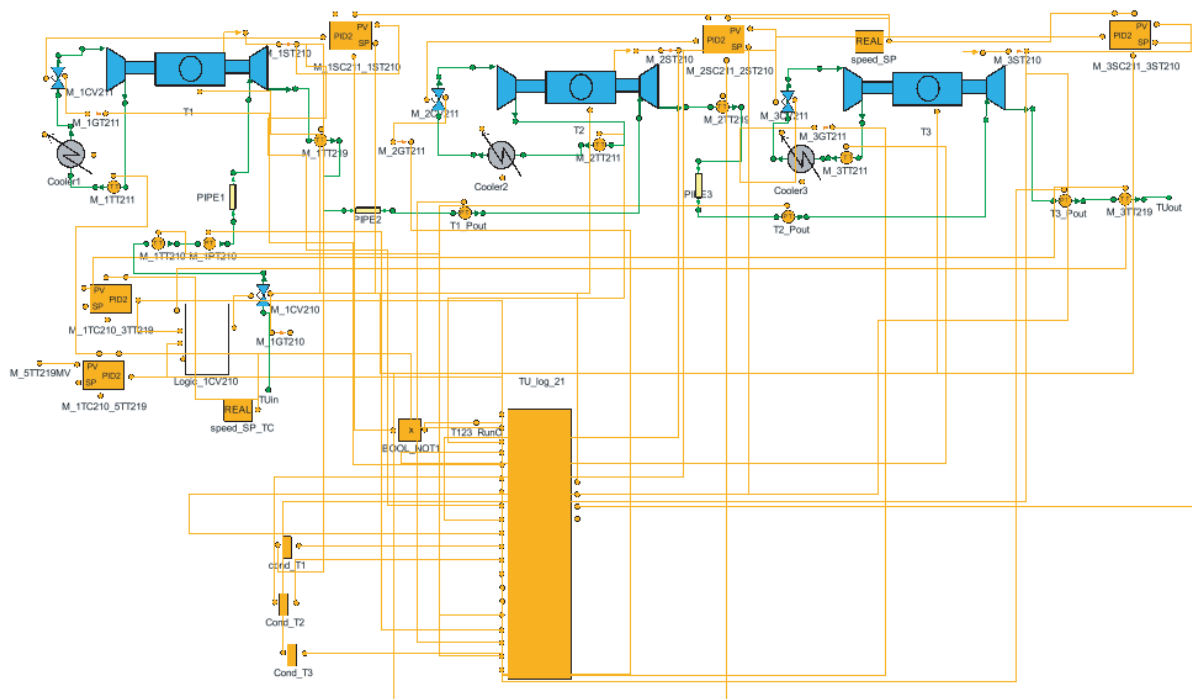 PV
PID2
SP
M_1ST210
M_1SC211_1ST210
PV
PID2
SP
M_2ST210
M_2SC211_2ST210
REAL
speed_SP
PV
PID2
SP
M_3ST210
M_3SC211_3ST210
M_1CV211
T1
M_1GT211
M_1TT219
Cooler1
M_1TT211
PIPE1
M_2CV211
M_2GT211
T2
M_2TT211
Cooler2
M_2TT219
M_3CV211
M_3GT211
T3
M_3TT211
Cooler3
PIPE3
PIPE2
T1_Pout
T2_Pout
T3_Pout
M_3TT219
TUout
M_1TT210
M_1PT210
PV
PID2
SP
M_1TC210_3TT219
M_1CV210
M_1GT210
Logic_1CV210
M_5TT219MV
PV
PID2
SP
M_1TC210_5TT219
TUin
REAL
speed_SP_TC
TU_log_21
x
BOOL_NOT1
cond_T1
Cond_T2
Cond_T3